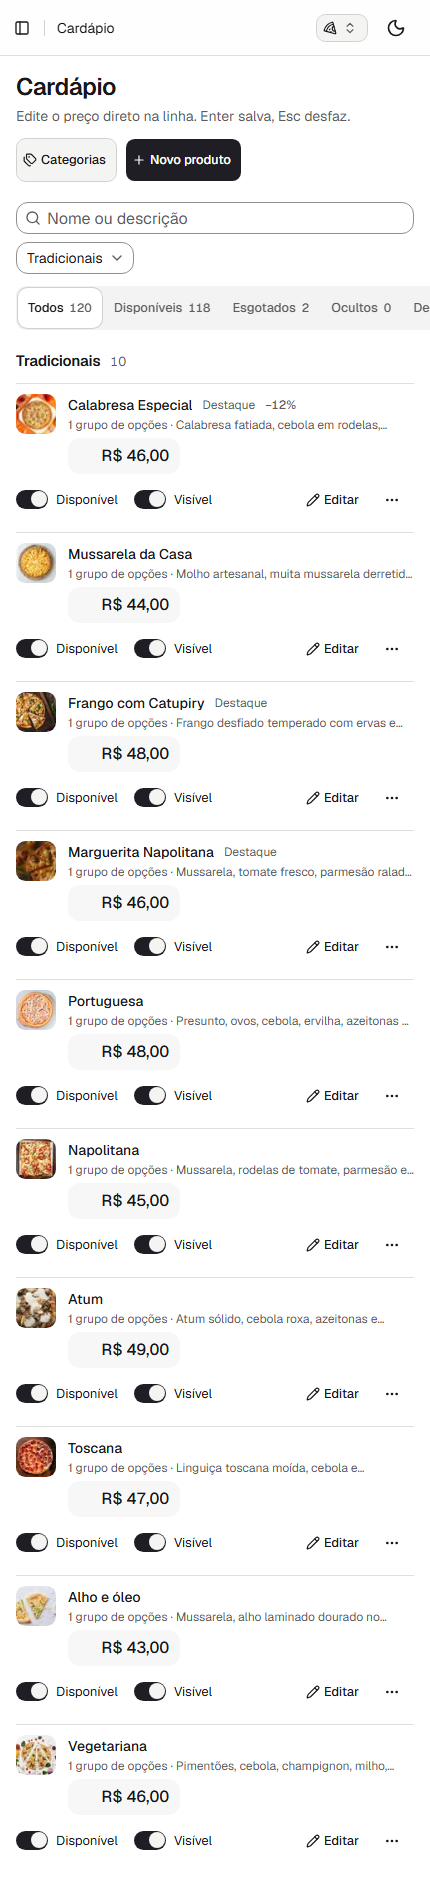 Cardápio
Cardápio
Edite o preço direto na linha. Enter salva, Esc desfaz.
Categorias
Novo produto
Nome ou descrição
Tradicionais
Todos 120 Disponíveis 118 Esgotados 2 Ocultos 0 De
Tradicionais 10
Calabresa Especial Destaque −12%
1 grupo de opções · Calabresa fatiada, cebola em rodelas,...
R$ 46,00
Disponível Visível Editar
Mussarela da Casa
1 grupo de opções · Molho artesanal, muita mussarela derretid...
R$ 44,00
Disponível Visível Editar
Frango com Catupiry Destaque
1 grupo de opções · Frango desfiado temperado com ervas e...
R$ 48,00
Disponível Visível Editar
Marguerita Napolitana Destaque
1 grupo de opções · Mussarela, tomate fresco, parmesão ralad...
R$ 46,00
Disponível Visível Editar
Portuguesa
1 grupo de opções · Presunto, ovos, cebola, ervilha, azeitonas ...
R$ 48,00
Disponível Visível Editar
Napolitana
1 grupo de opções · Mussarela, rodelas de tomate, parmesão e...
R$ 45,00
Disponível Visível Editar
Atum
1 grupo de opções · Atum sólido, cebola roxa, azeitonas e...
R$ 49,00
Disponível Visível Editar
Toscana
1 grupo de opções · Linguiça toscana moída, cebola e...
R$ 47,00
Disponível Visível Editar
Alho e óleo
1 grupo de opções · Mussarela, alho laminado dourado no...
R$ 43,00
Disponível Visível Editar
Vegetariana
1 grupo de opções · Pimentões, cebola, champignon, milho,...
R$ 46,00
Disponível Visível Editar